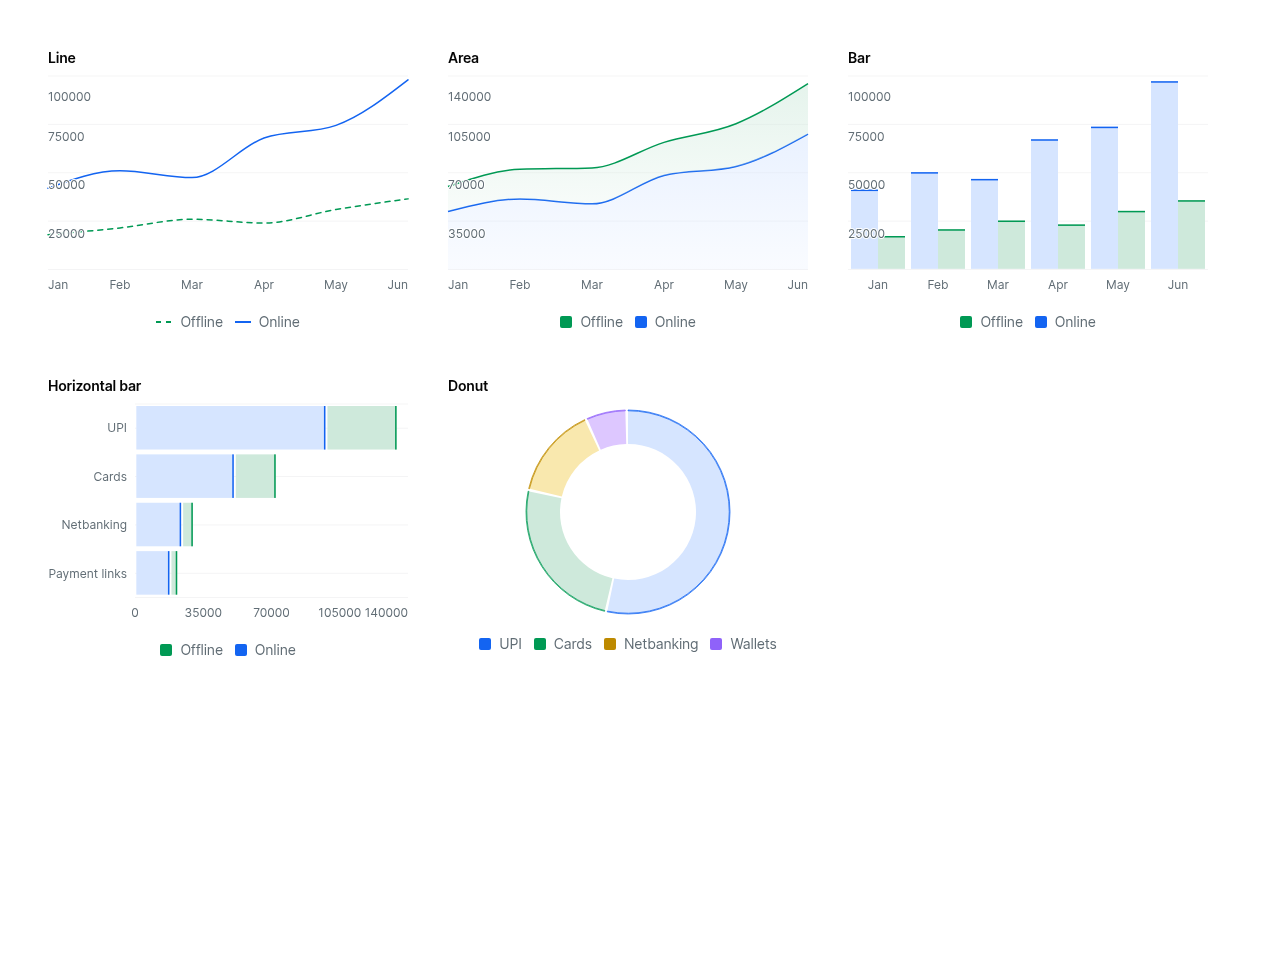 Line
100000
75000
50000
25000
Jan Feb Mar Apr May Jun
Offline Online
Area
140000
105000
70000
35000
Jan Feb Mar Apr May Jun
Offline Online
Bar
100000
75000
50000
25000
Jan Feb Mar Apr May Jun
Offline Online
Horizontal bar
UPI
Cards
Netbanking
Payment links
0 35000 70000 105000 140000
Offline Online
Donut
UPI Cards Netbanking Wallets